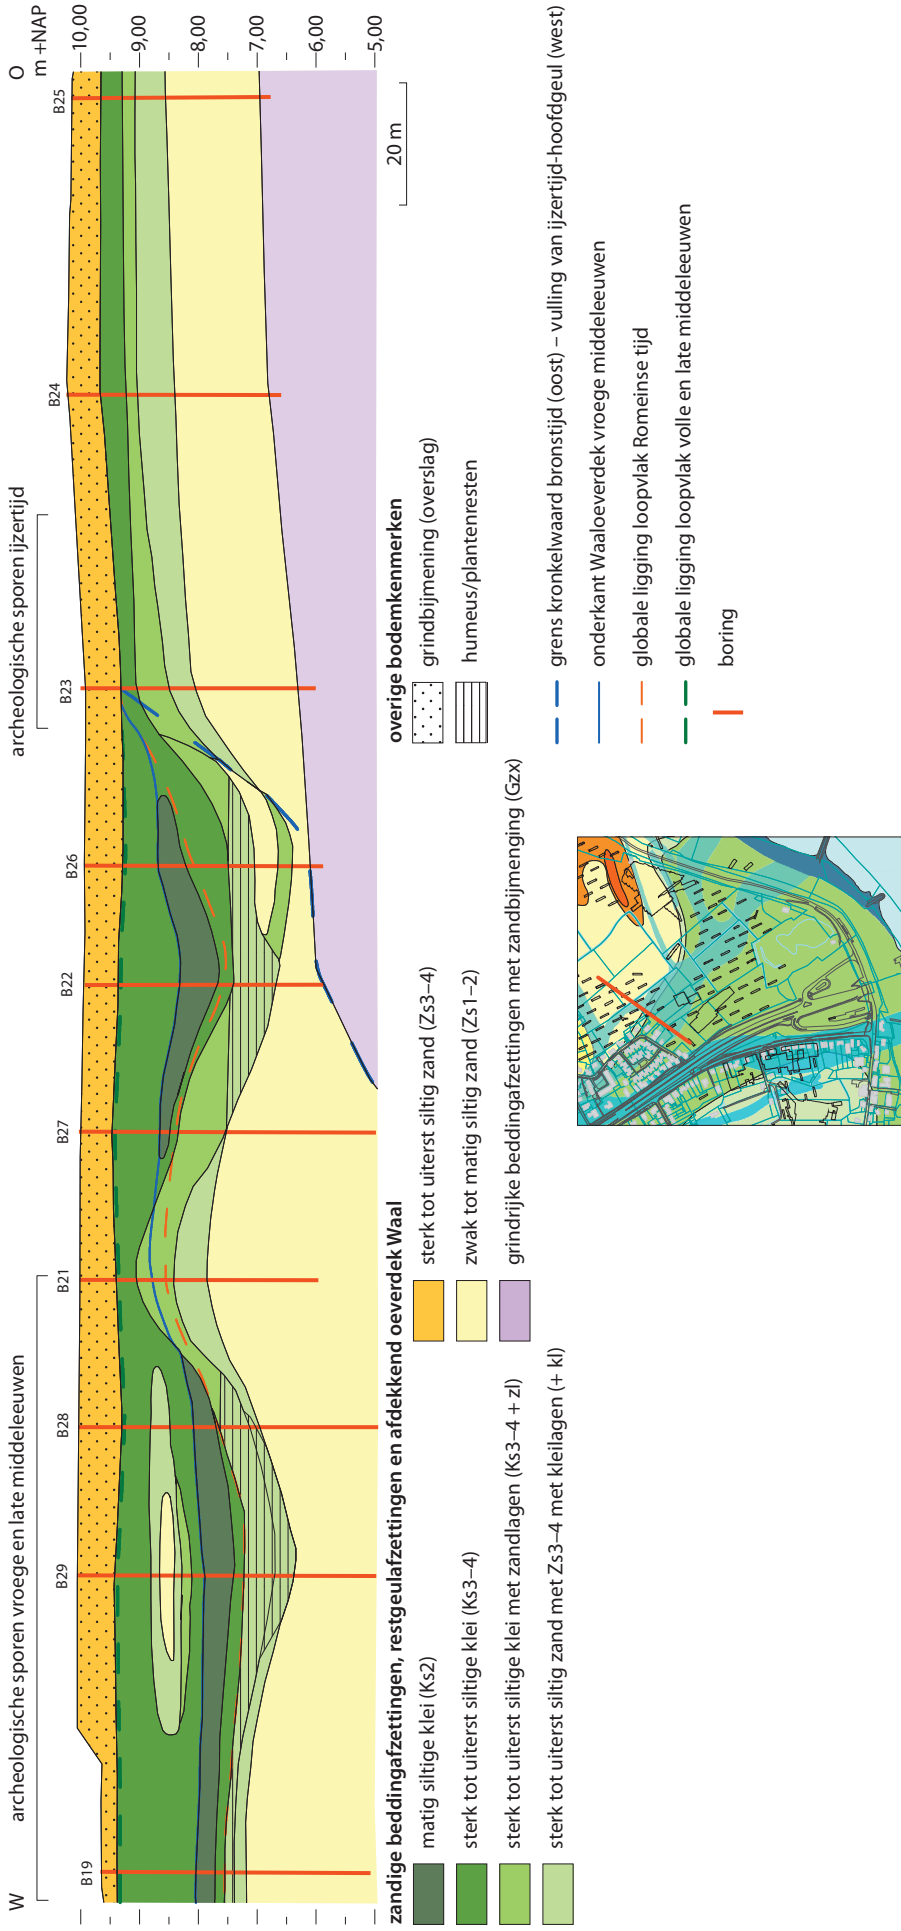 W
archeologische sporen vroege en late middeleeuwen
archeologische sporen ijzertijd
O
m +NAP
B19
B29
B28
B21
B27
B22
B26
B23
B24
B25
10,00
9,00
8,00
7,00
6,00
5,00
20 m
zandige beddingafzettingen, restgeulafzettingen en afdekkend oeverdek Waal
matig siltige klei (Ks2)
sterk tot uiterst siltige klei (Ks3–4)
sterk tot uiterst siltige klei met zandlagen (Ks3–4 + zl)
sterk tot uiterst siltig zand met Zs3–4 met kleilagen (+ kl)
sterk tot uiterst siltig zand (Zs3–4)
zwak tot matig siltig zand (Zs1–2)
grindrijke beddingafzettingen met zandbijmenging (Gzx)
overige bodemkenmerken
grindbijmening (overslag)
humeus/plantenresten
grens kronkelwaard bronstijd (oost) – vulling van ijzertijd-hoofdgeul (west)
onderkant Waaloeverdek vroege middeleeuwen
globale ligging loopvlak Romeinse tijd
globale ligging loopvlak volle en late middeleeuwen
boring